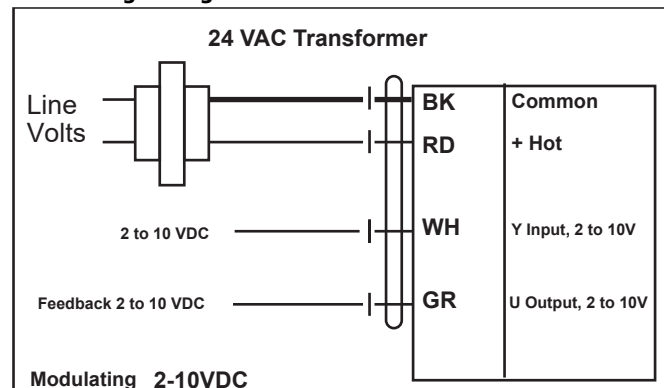 24 VAC Transformer
Line
Volts
BK Common
RD + Hot
2 to 10 VDC WH Y Input, 2 to 10V
Feedback 2 to 10 VDC GR U Output, 2 to 10V
Modulating 2-10VDC